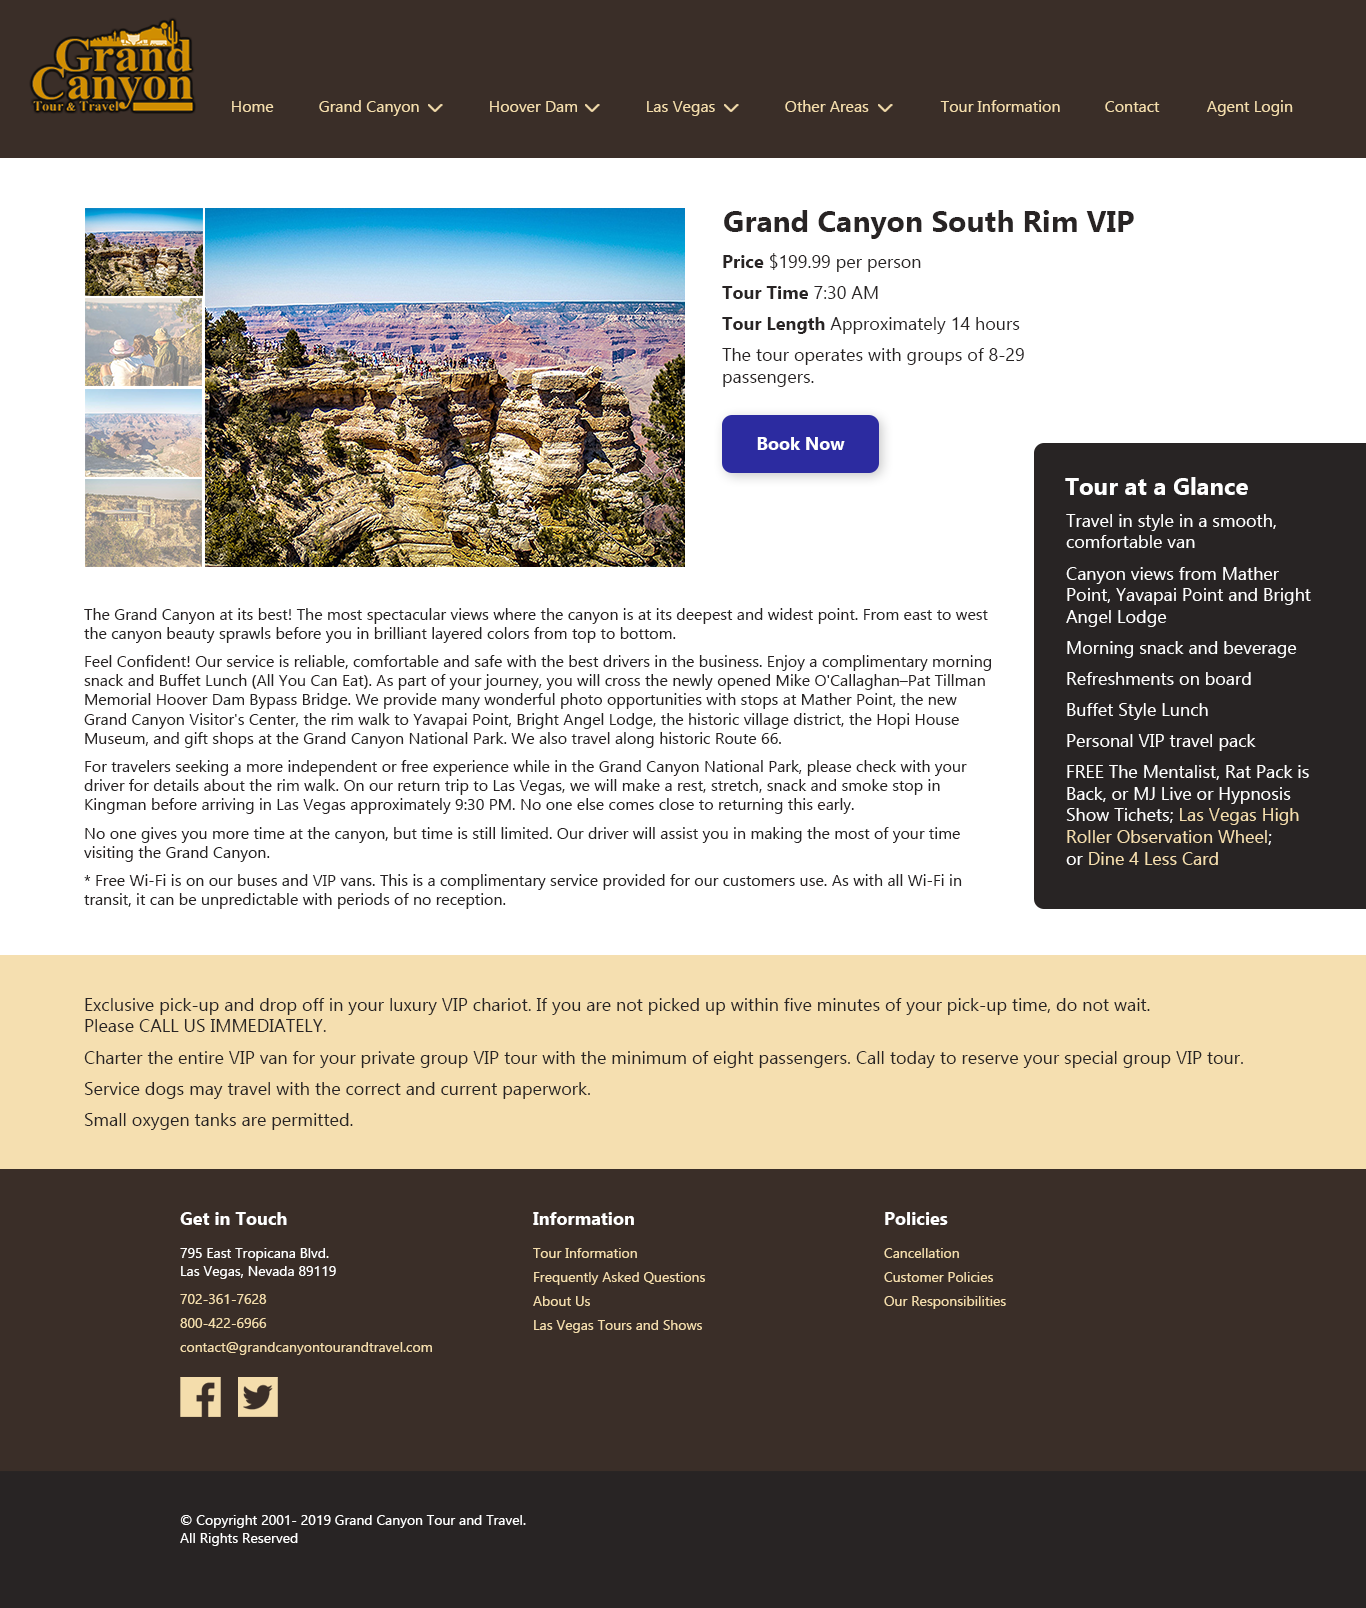 Grand
Canyon
Tour & Travel
Home
Grand Canyon
Hoover Dam
Las Vegas
Other Areas
Tour Information
Contact
Agent Login
Grand Canyon South Rim VIP
Price $199.99 per person
Tour Time 7:30 AM
Tour Length Approximately 14 hours
The tour operates with groups of 8-29
passengers.
Book Now
Tour at a Glance
Travel in style in a smooth,
comfortable van
Canyon views from Mather
Point, Yavapai Point and Bright
Angel Lodge
Morning snack and beverage
Refreshments on board
Buffet Style Lunch
Personal VIP travel pack
FREE The Mentalist, Rat Pack is
Back, or MJ Live or Hypnosis
Show Tichets; Las Vegas High
Roller Observation Wheel;
or Dine 4 Less Card
The Grand Canyon at its best! The most spectacular views where the canyon is at its deepest and widest point. From east to west
the canyon beauty sprawls before you in brilliant layered colors from top to bottom.
Feel Confident! Our service is reliable, comfortable and safe with the best drivers in the business. Enjoy a complimentary morning
snack and Buffet Lunch (All You Can Eat). As part of your journey, you will cross the newly opened Mike O'Callaghan–Pat Tillman
Memorial Hoover Dam Bypass Bridge. We provide many wonderful photo opportunities with stops at Mather Point, the new
Grand Canyon Visitor's Center, the rim walk to Yavapai Point, Bright Angel Lodge, the historic village district, the Hopi House
Museum, and gift shops at the Grand Canyon National Park. We also travel along historic Route 66.
For travelers seeking a more independent or free experience while in the Grand Canyon National Park, please check with your
driver for details about the rim walk. On our return trip to Las Vegas, we will make a rest, stretch, snack and smoke stop in
Kingman before arriving in Las Vegas approximately 9:30 PM. No one else comes close to returning this early.
No one gives you more time at the canyon, but time is still limited. Our driver will assist you in making the most of your time
visiting the Grand Canyon.
* Free Wi-Fi is on our buses and VIP vans. This is a complimentary service provided for our customers use. As with all Wi-Fi in
transit, it can be unpredictable with periods of no reception.
Exclusive pick-up and drop off in your luxury VIP chariot. If you are not picked up within five minutes of your pick-up time, do not wait.
Please CALL US IMMEDIATELY.
Charter the entire VIP van for your private group VIP tour with the minimum of eight passengers. Call today to reserve your special group VIP tour.
Service dogs may travel with the correct and current paperwork.
Small oxygen tanks are permitted.
Get in Touch
795 East Tropicana Blvd.
Las Vegas, Nevada 89119
702-361-7628
800-422-6966
contact@grandcanyontourandtravel.com
Information
Tour Information
Frequently Asked Questions
About Us
Las Vegas Tours and Shows
Policies
Cancellation
Customer Policies
Our Responsibilities
© Copyright 2001- 2019 Grand Canyon Tour and Travel.
All Rights Reserved